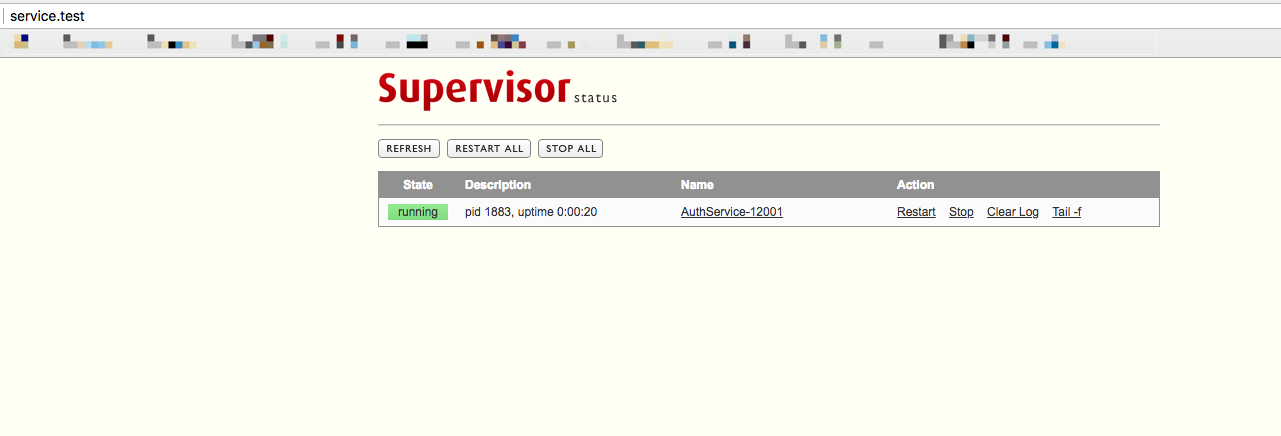 service.test
Supervisor status
REFRESH RESTART ALL STOP ALL
State Description Name Action
running pid 1883, uptime 0:00:20 AuthService-12001 Restart Stop Clear Log Tail -f